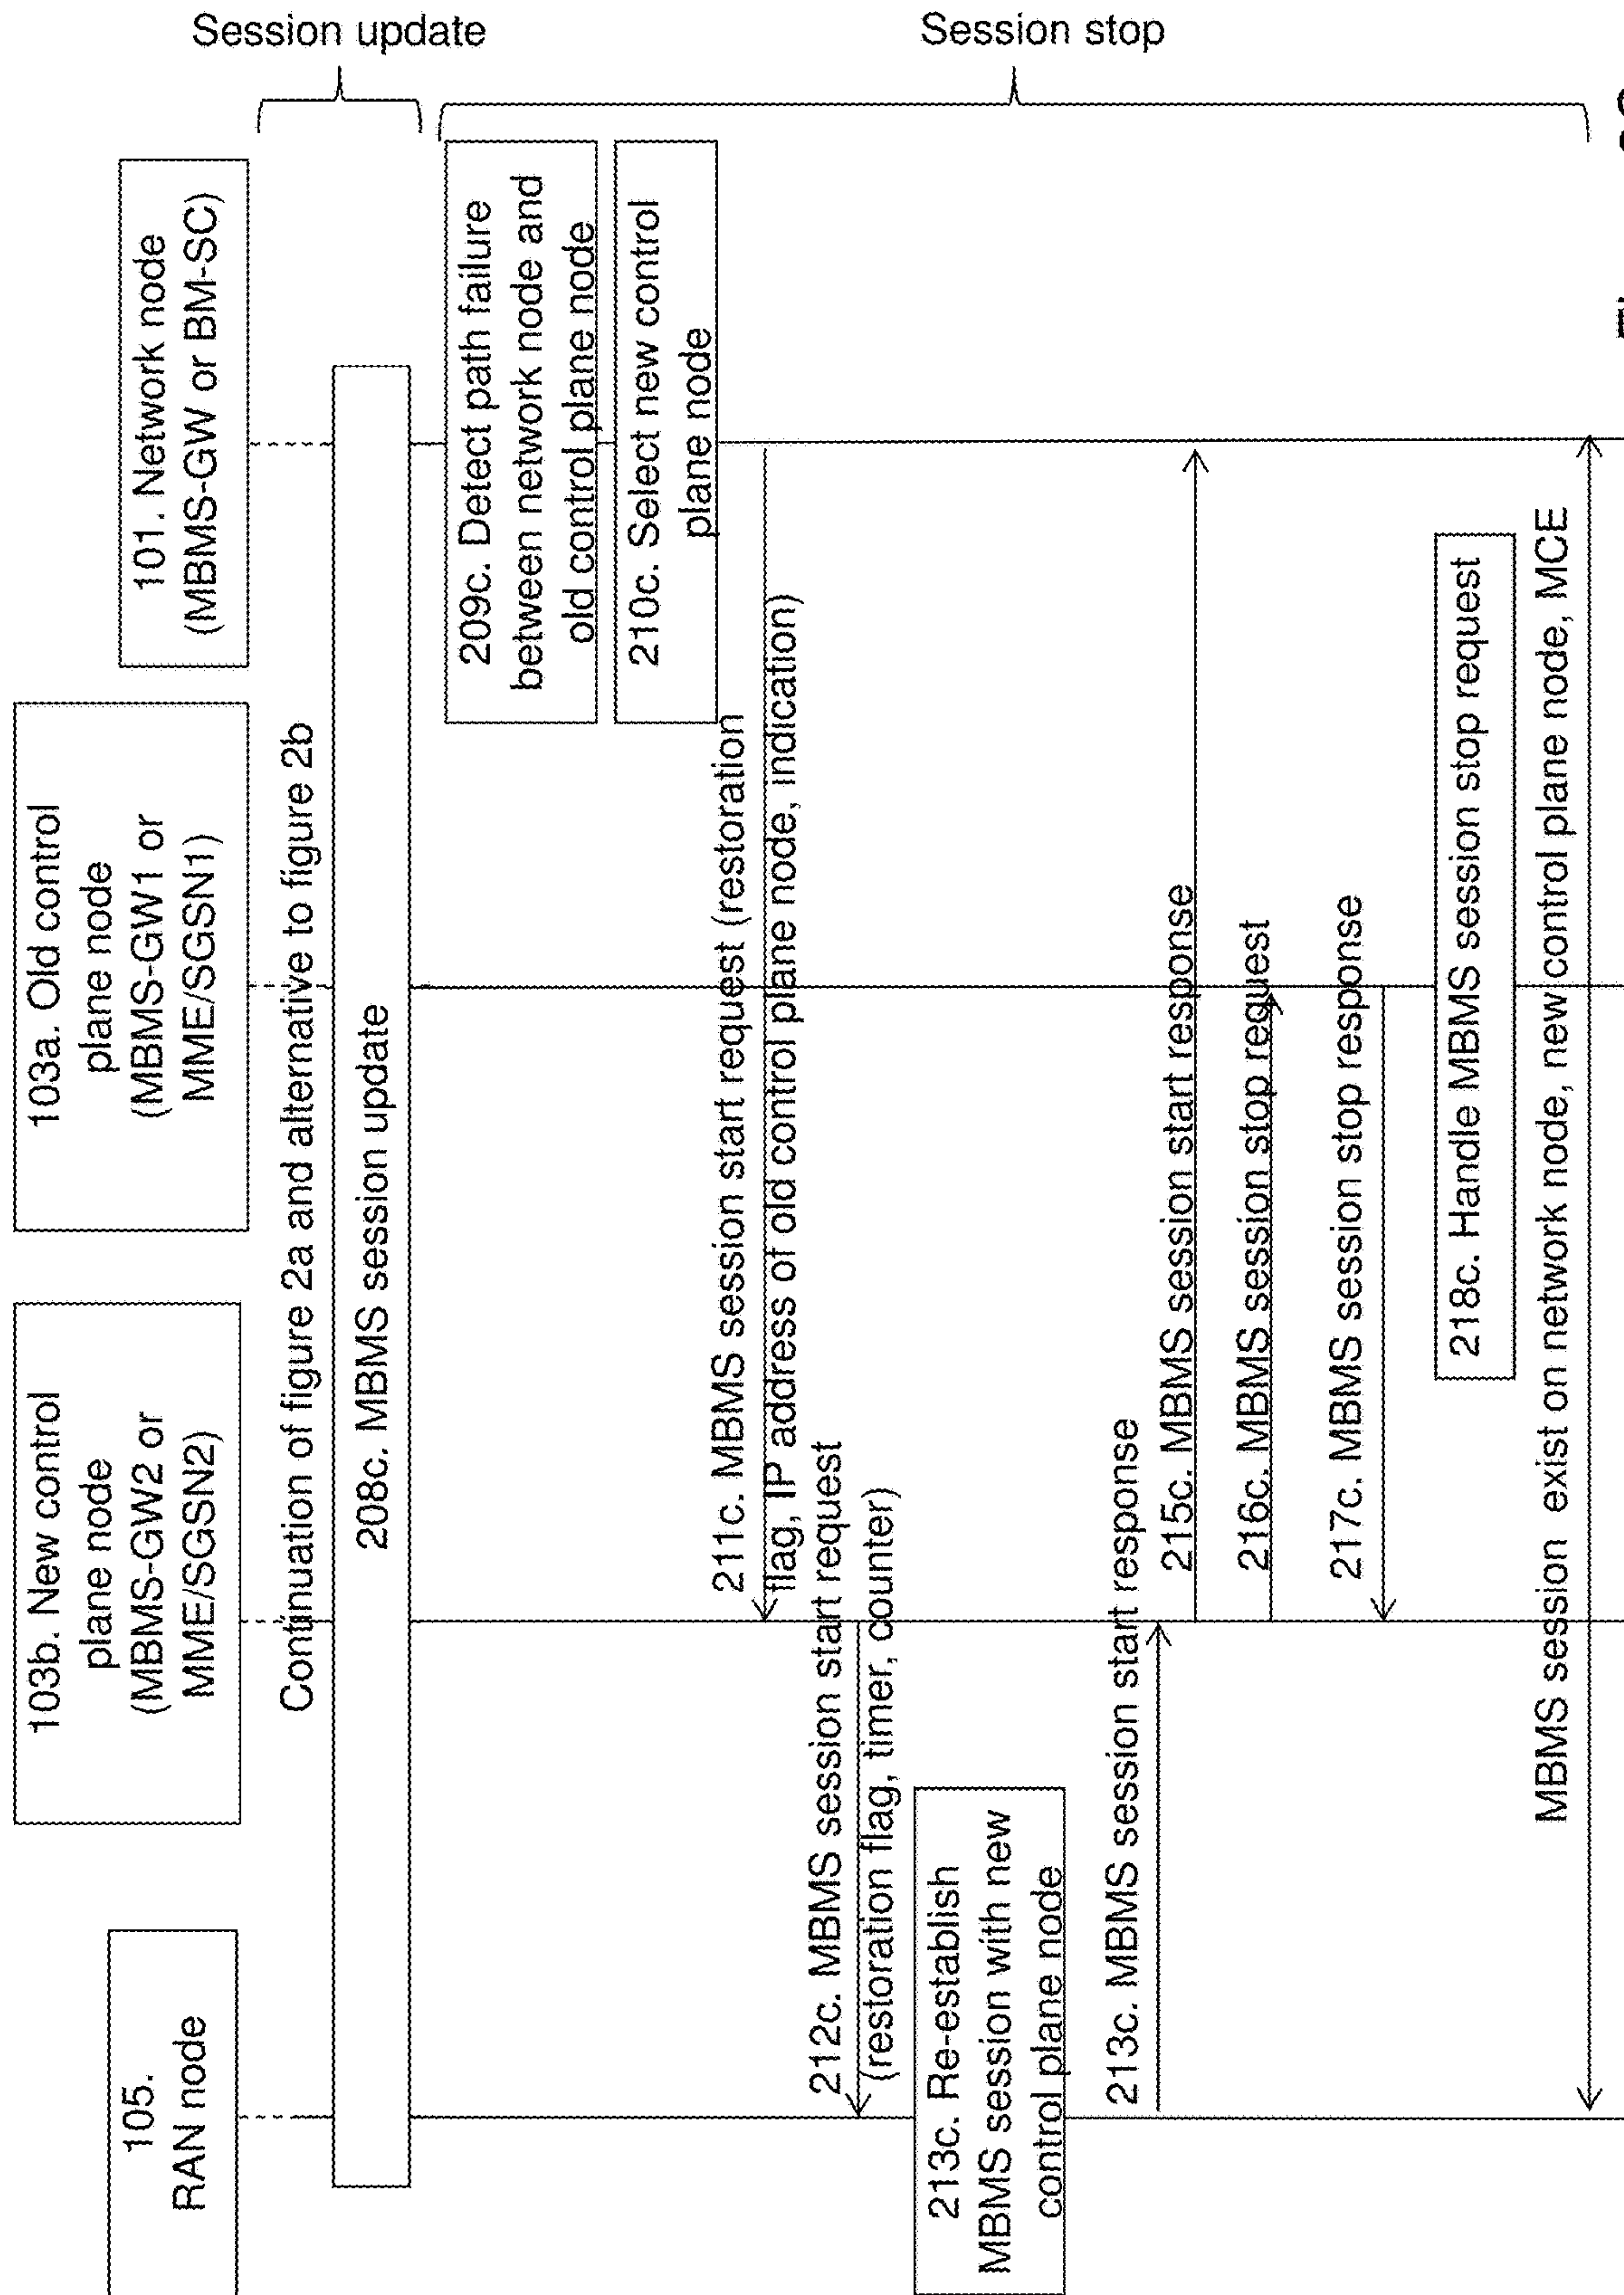 105.
RAN node
103b. New control
plane node
(MBMS-GW2 or
MME/SGSN2)
103a. Old control
plane node
(MBMS-GW1 or
MME/SGSN1)
101. Network node
(MBMS-GW or BM-SC)
Continuation of figure 2a and alternative to figure 2b
Session update
208c. MBMS session update
209c. Detect path failure
between network node and
old control plane node
210c. Select new control
plane node
Session stop
211c. MBMS session start request (restoration
flag, IP address of old control plane node, indication)
212c. MBMS session start request
(restoration flag, timer, counter)
213c. Re-establish
MBMS session with new
control plane node
213c. MBMS session start response
215c. MBMS session start response
216c. MBMS session stop request
217c. MBMS session stop response
218c. Handle MBMS session stop request
MBMS session exist on network node, new control plane node, MCE